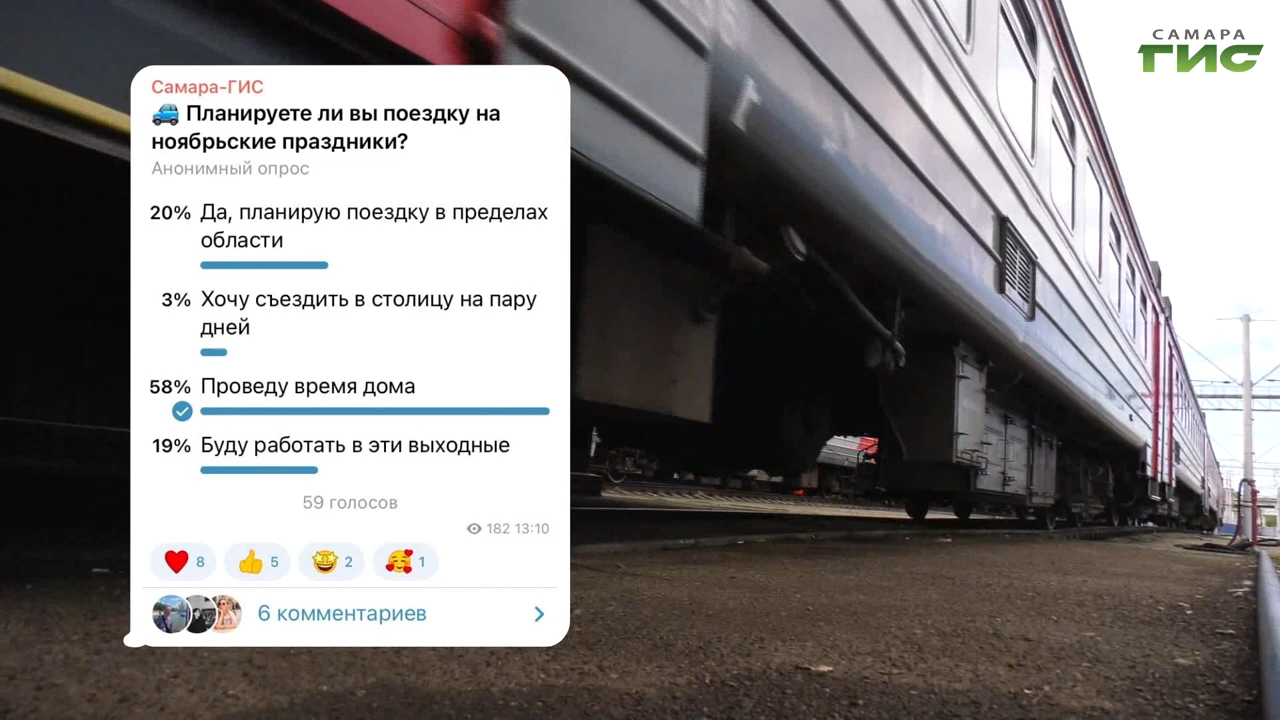 САМАРА
ГИС
Самара-ГИС
Планируете ли вы поездку на
ноябрьские праздники?
Анонимный опрос
20% Да, планирую поездку в пределах
области
3% Хочу съездить в столицу на пару
дней
58% Проведу время дома
19% Буду работать в эти выходные
59 голосов
182 13:10
8 5 2 1
6 комментариев